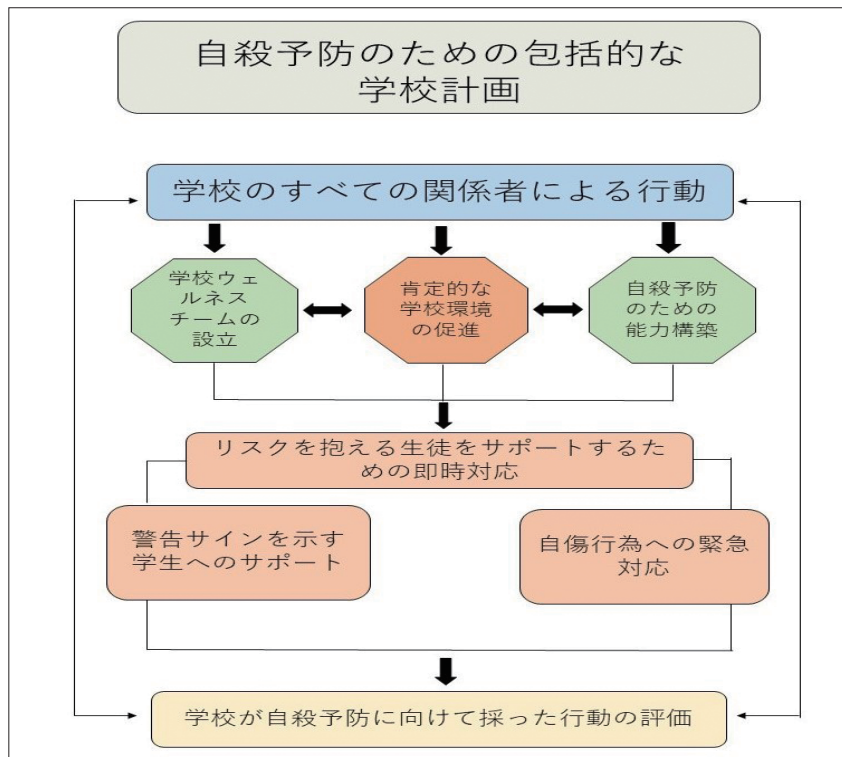 自殺予防のための包括的な
学校計画
学校のすべての関係者による行動
学校ウェ
ルネス
チームの
設立
肯定的な
学校環境
の促進
自殺予防
のための
能力構築
リスクを抱える生徒をサポートするた
めの即時対応
警告サインを示す
学生へのサポート
自傷行為への緊急
対応
学校が自殺予防に向けて採った行動の評価